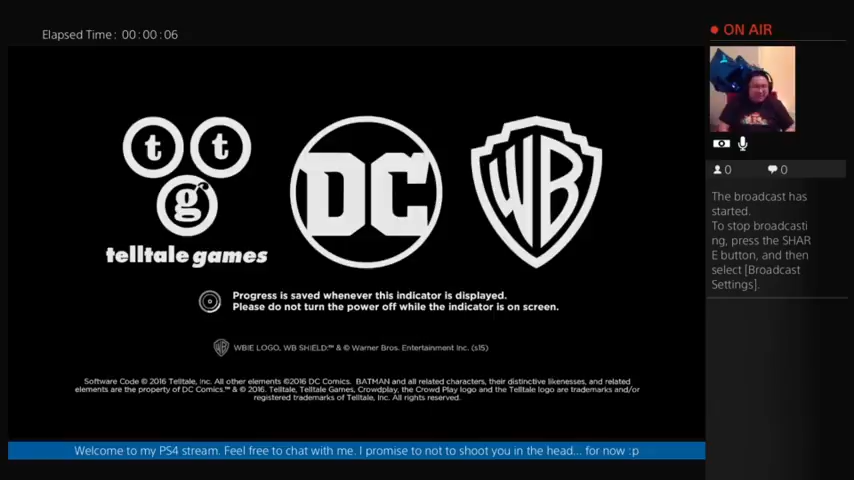 Elapsed Time: 00:00:06
ON AIR
t t
g
telltale games
DC
WB
Progress is saved whenever this indicator is displayed.
Please do not turn the power off while the indicator is on screen.
WBIE LOGO, WB SHIELD:™ & © Warner Bros. Entertainment Inc. (s15)
Software Code © 2016 Telltale, Inc. All other elements ©2016 DC Comics. BATMAN and all related characters, their distinctive likenesses, and related
elements are the property of DC Comics.™ & © 2016. Telltale, Telltale Games, Crowdplay, the Crowd Play logo and the Telltale logo are trademarks and/or
registered trademarks of Telltale, Inc. All rights reserved.
Welcome to my PS4 stream. Feel free to chat with me. I promise to not to shoot you in the head... for now :p
0 0
The broadcast has
started.
To stop broadcasti
ng, press the SHAR
E button, and then
select [Broadcast
Settings].